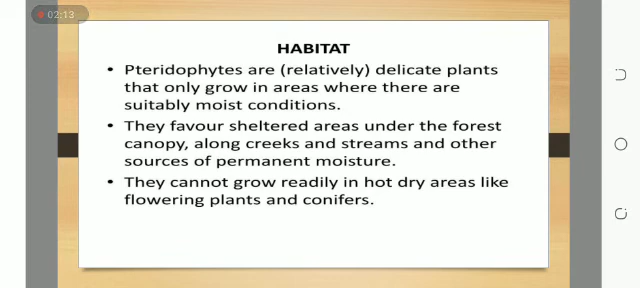 02:13
HABITAT
• Pteridophytes are (relatively) delicate plants
that only grow in areas where there are
suitably moist conditions.
• They favour sheltered areas under the forest
canopy, along creeks and streams and other
sources of permanent moisture.
• They cannot grow readily in hot dry areas like
flowering plants and conifers.